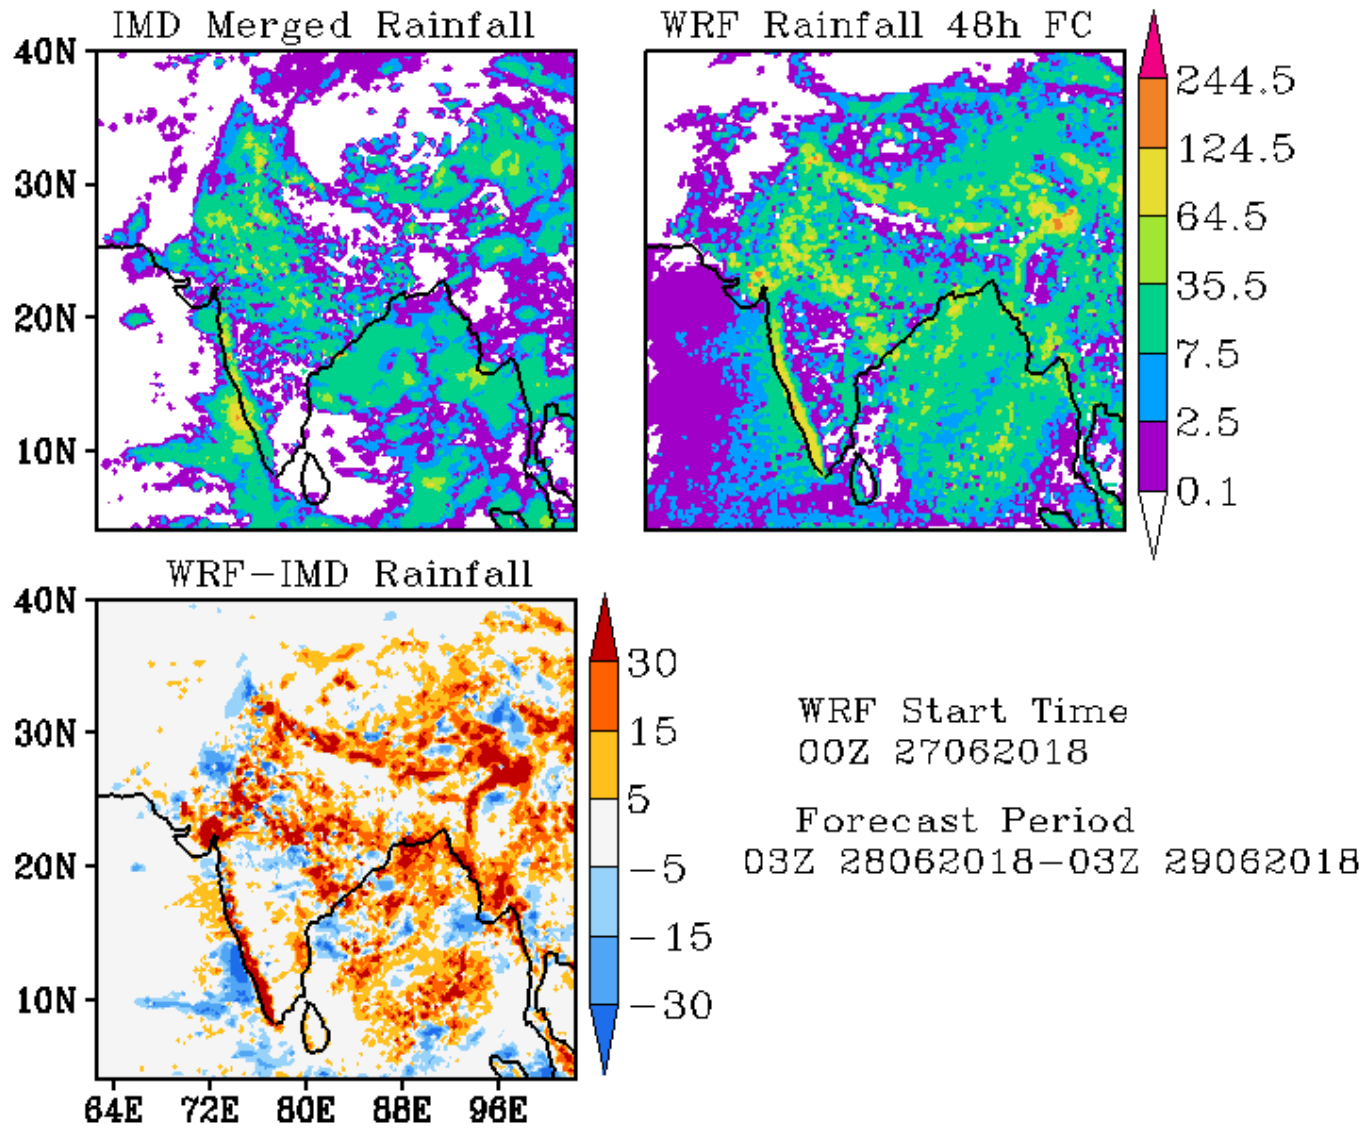 IMD Merged Rainfall
WRF Rainfall 48h FC
40N
30N
20N
10N
244.5
124.5
64.5
35.5
7.5
2.5
0.1
WRF-IMD Rainfall
40N
30N
20N
10N
64E 72E 80E 88E 96E
30
15
5
-5
-15
-30
WRF Start Time
00Z 27062018
Forecast Period
03Z 28062018-03Z 29062018